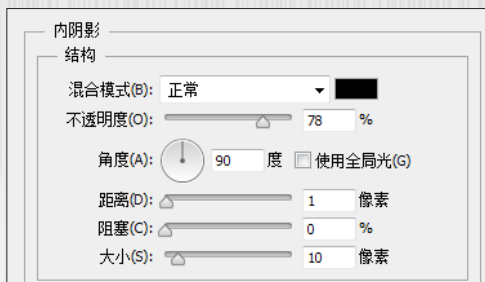 内阴影
结构
混合模式(B): 正常
不透明度(O): 78 %
角度(A): 90 度 使用全局光(G)
距离(D): 1 像素
阻塞(C): 0 %
大小(S): 10 像素